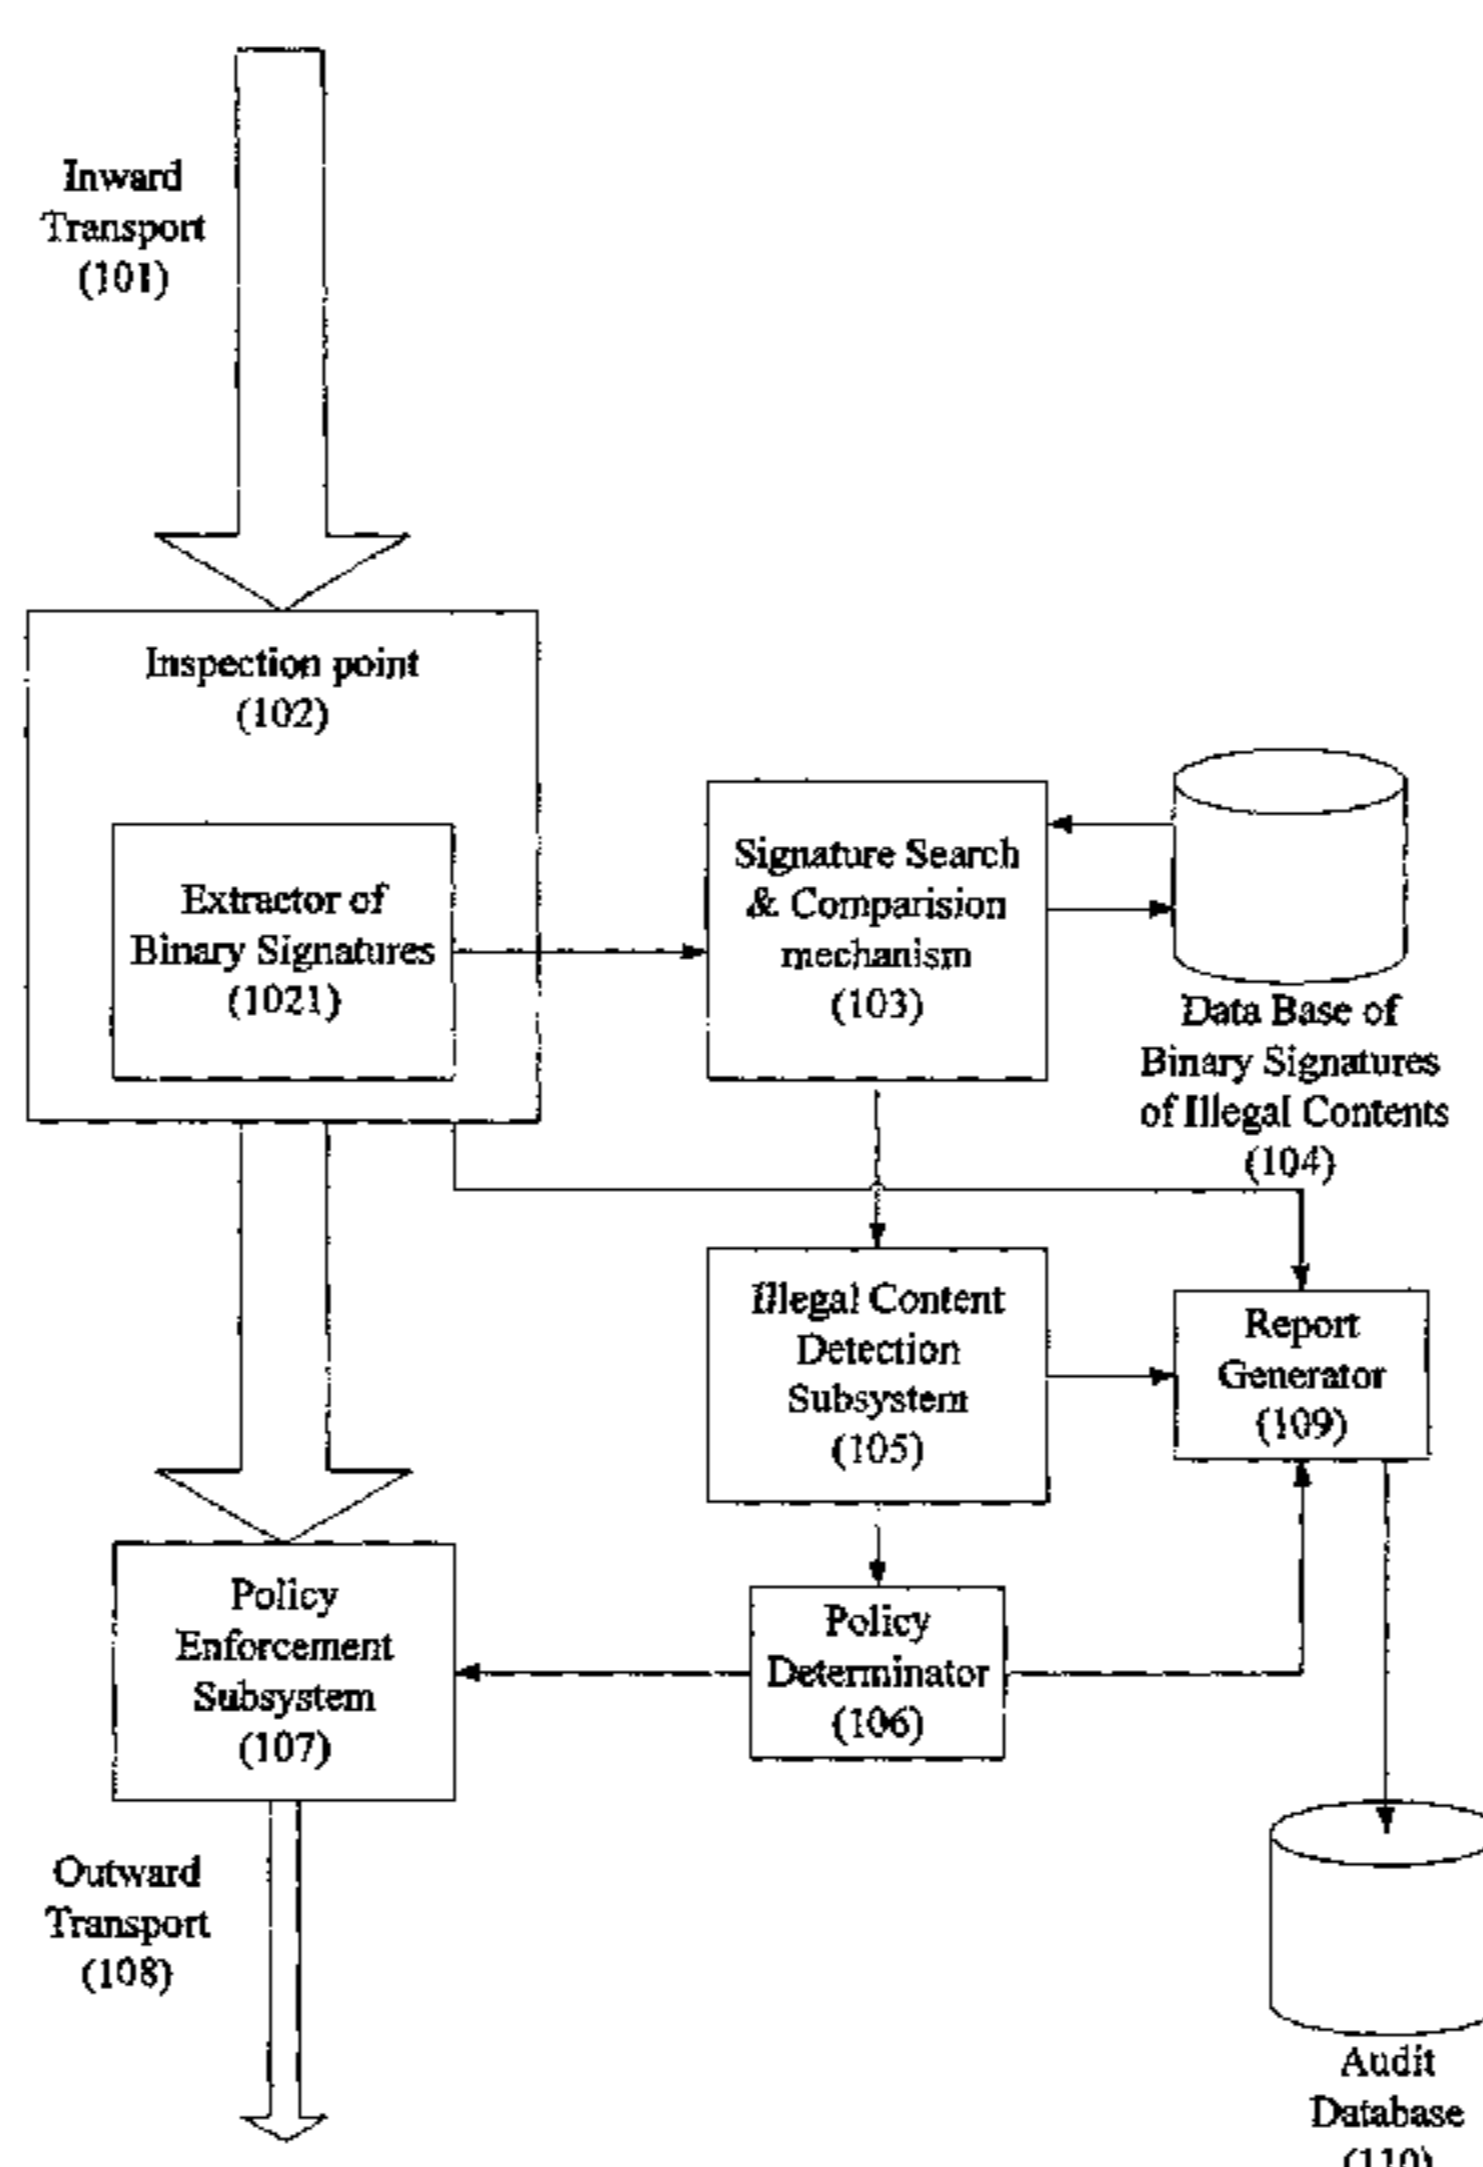 Inward
Transport
(101)
Inspection point
(102)
Extractor of
Binary Signatures
(1021)
Signature Search
& Comparision
mechanism
(103)
Data Base of
Binary Signatures
of Illegal Contents
(104)
Illegal Content
Detection
Subsystem
(105)
Report
Generator
(109)
Policy
Enforcement
Subsystem
(107)
Policy
Determinator
(106)
Outward
Transport
(108)
Audit
Database
(110)